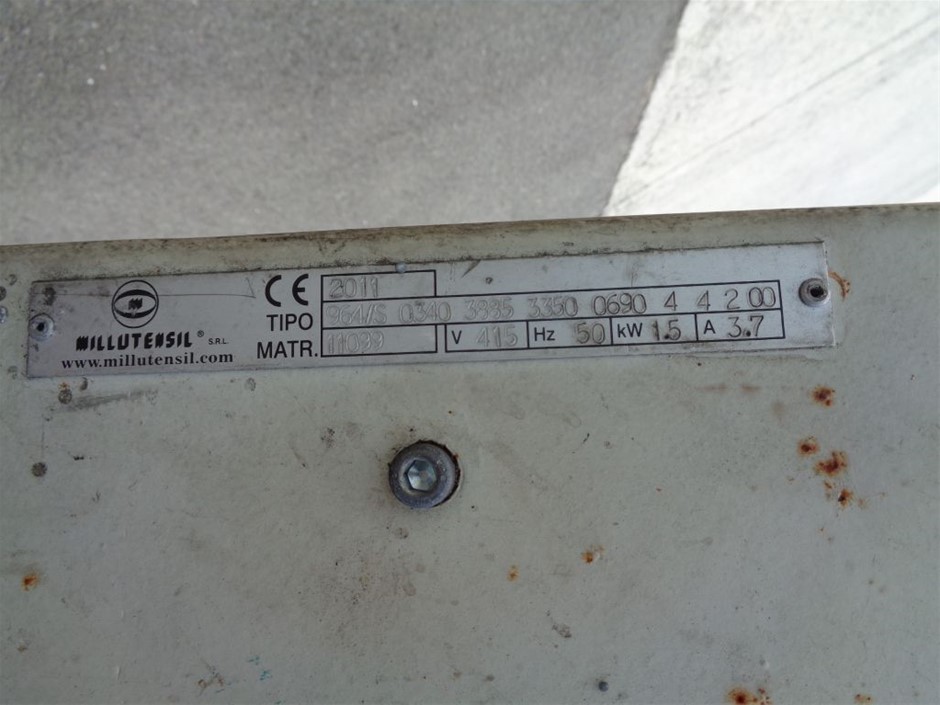 CE 2011
TIPO 964/S 0340 3885 3350 0690 4 4 2 00
MATR. 11099 V 415 Hz 50 kW 1.5 A 3.7
MILLUTENSIL® S.R.L.
www.millutensil.com